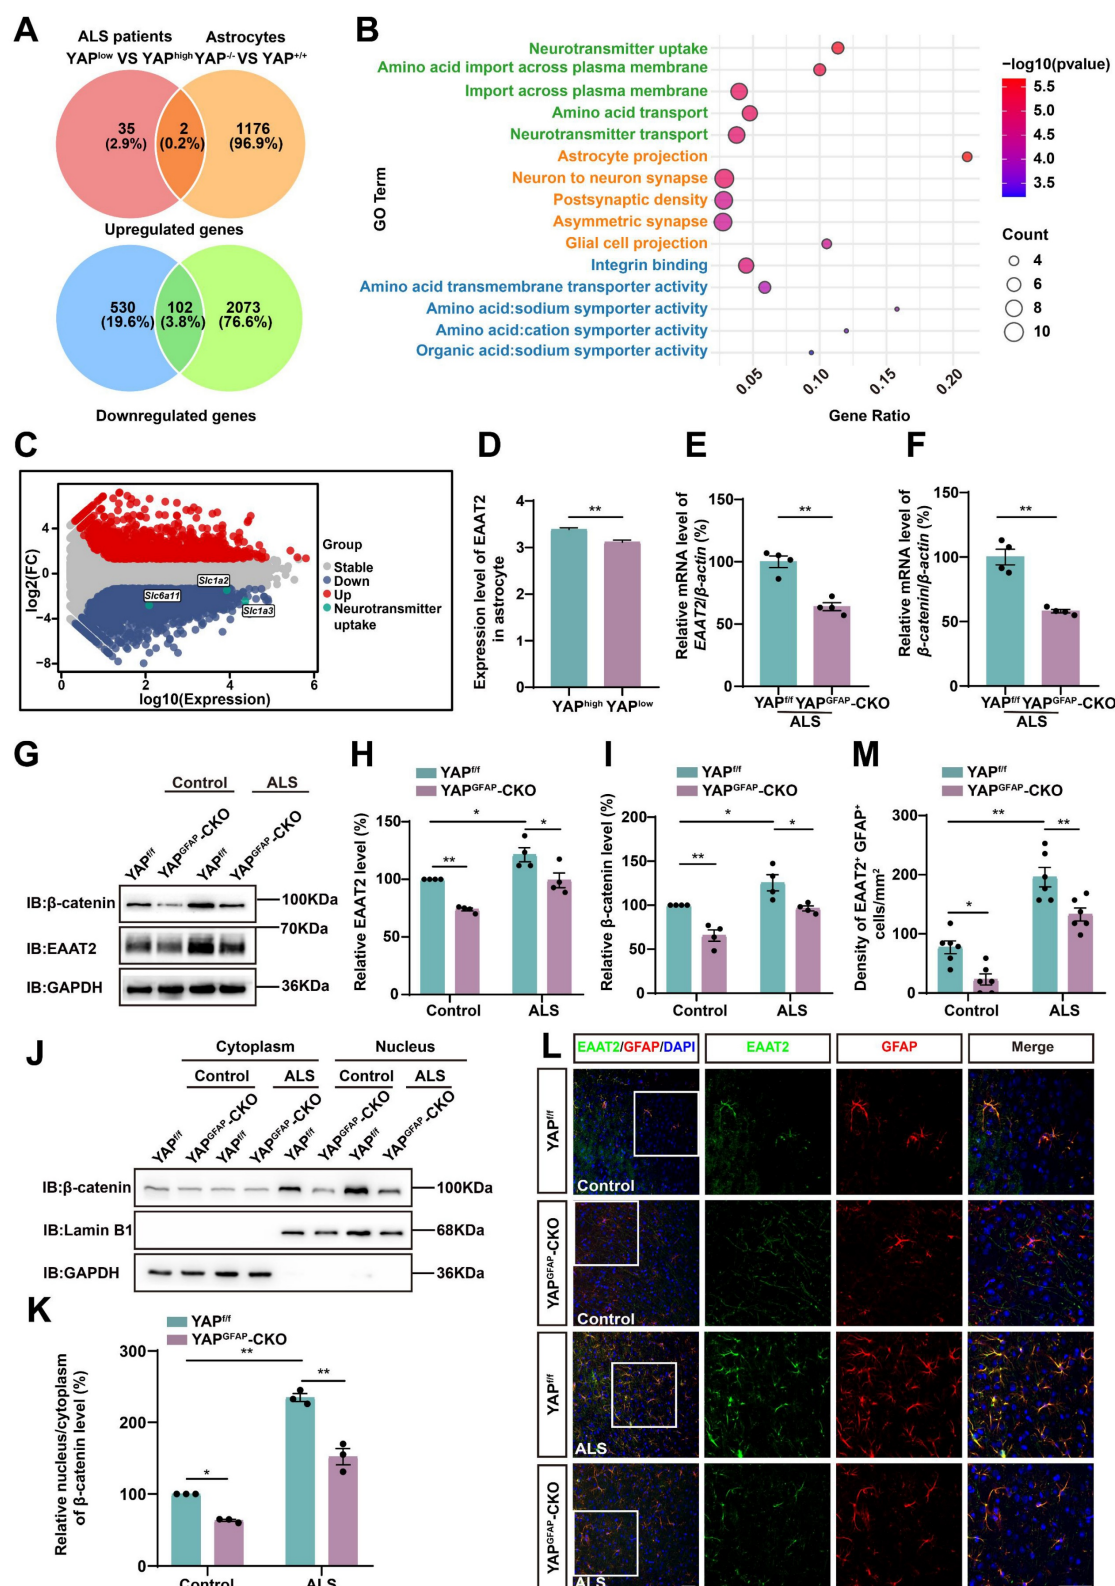 A
ALS patients
Astrocytes
YAPlow VS YAPhigh YAP-/- VS YAP+/+
35
(2.9%)
2
(0.2%)
1176
(96.9%)
Upregulated genes
530
(19.6%)
102
(3.8%)
2073
(76.6%)
Downregulated genes
B
GO Term
Neurotransmitter uptake
Amino acid import across plasma membrane
Import across plasma membrane
Amino acid transport
Neurotransmitter transport
Astrocyte projection
Neuron to neuron synapse
Postsynaptic density
Asymmetric synapse
Glial cell projection
Integrin binding
Amino acid transmembrane transporter activity
Amino acid:sodium symporter activity
Amino acid:cation symporter activity
Organic acid:sodium symporter activity
0.05
0.10
0.15
0.20
Gene Ratio
−log10(pvalue)
5.5
5.0
4.5
4.0
3.5
Count
4
6
8
10
C
log2(FC)
4
0
−4
−8
0
2
4
6
log10(Expression)
Slc1a2
Slc6a11
Slc1a3
Group
Stable
Down
Up
Neurotransmitter
uptake
D
Expression level of EAAT2
in astrocyte
4
3
2
1
0
**
YAPhigh YAPlow
E
Relative mRNA level of
EAAT2/β-actin (%)
150
100
50
0
**
YAPf/f YAPGFAP-CKO
ALS
F
Relative mRNA level of
β-catenin/β-actin (%)
150
100
50
0
**
YAPf/f YAPGFAP-CKO
ALS
G
Control
ALS
YAPf/f
YAPGFAP-CKO
YAPf/f
YAPGFAP-CKO
IB:β-catenin
100KDa
70KDa
IB:EAAT2
IB:GAPDH
36KDa
H
YAPf/f
YAPGFAP-CKO
Relative EAAT2 level (%)
150
100
50
0
*
**
*
Control
ALS
I
YAPf/f
YAPGFAP-CKO
Relative β-catenin level (%)
200
150
100
50
0
*
**
*
Control
ALS
M
YAPf/f
YAPGFAP-CKO
Density of EAAT2+ GFAP+
cells/mm2
300
200
100
0
**
*
**
Control
ALS
J
Cytoplasm
Nucleus
Control
ALS
Control
ALS
YAPf/f
YAPGFAP-CKO
YAPf/f
YAPGFAP-CKO
YAPf/f
YAPGFAP-CKO
YAPf/f
YAPGFAP-CKO
IB:β-catenin
100KDa
IB:Lamin B1
68KDa
IB:GAPDH
36KDa
K
YAPf/f
YAPGFAP-CKO
Relative nucleus/cytoplasm
of β-catenin level (%)
300
200
100
0
**
*
**
Control
ALS
L
EAAT2/GFAP/DAPI
EAAT2
GFAP
Merge
YAPf/f
Control
YAPGFAP-CKO
Control
YAPf/f
ALS
YAPGFAP-CKO
ALS